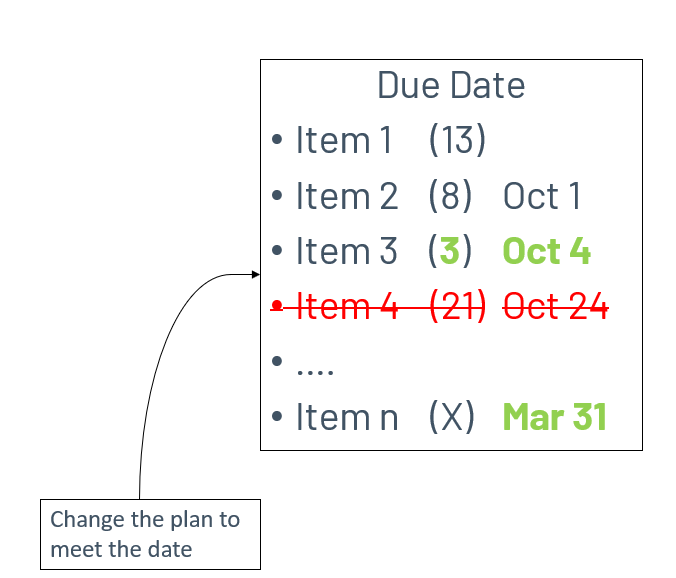 Due Date
• Item 1 (13)
• Item 2 (8) Oct 1
• Item 3 (3) Oct 4
• Item 4 (21) Oct 24
• ....
• Item n (X) Mar 31
Change the plan to
meet the date